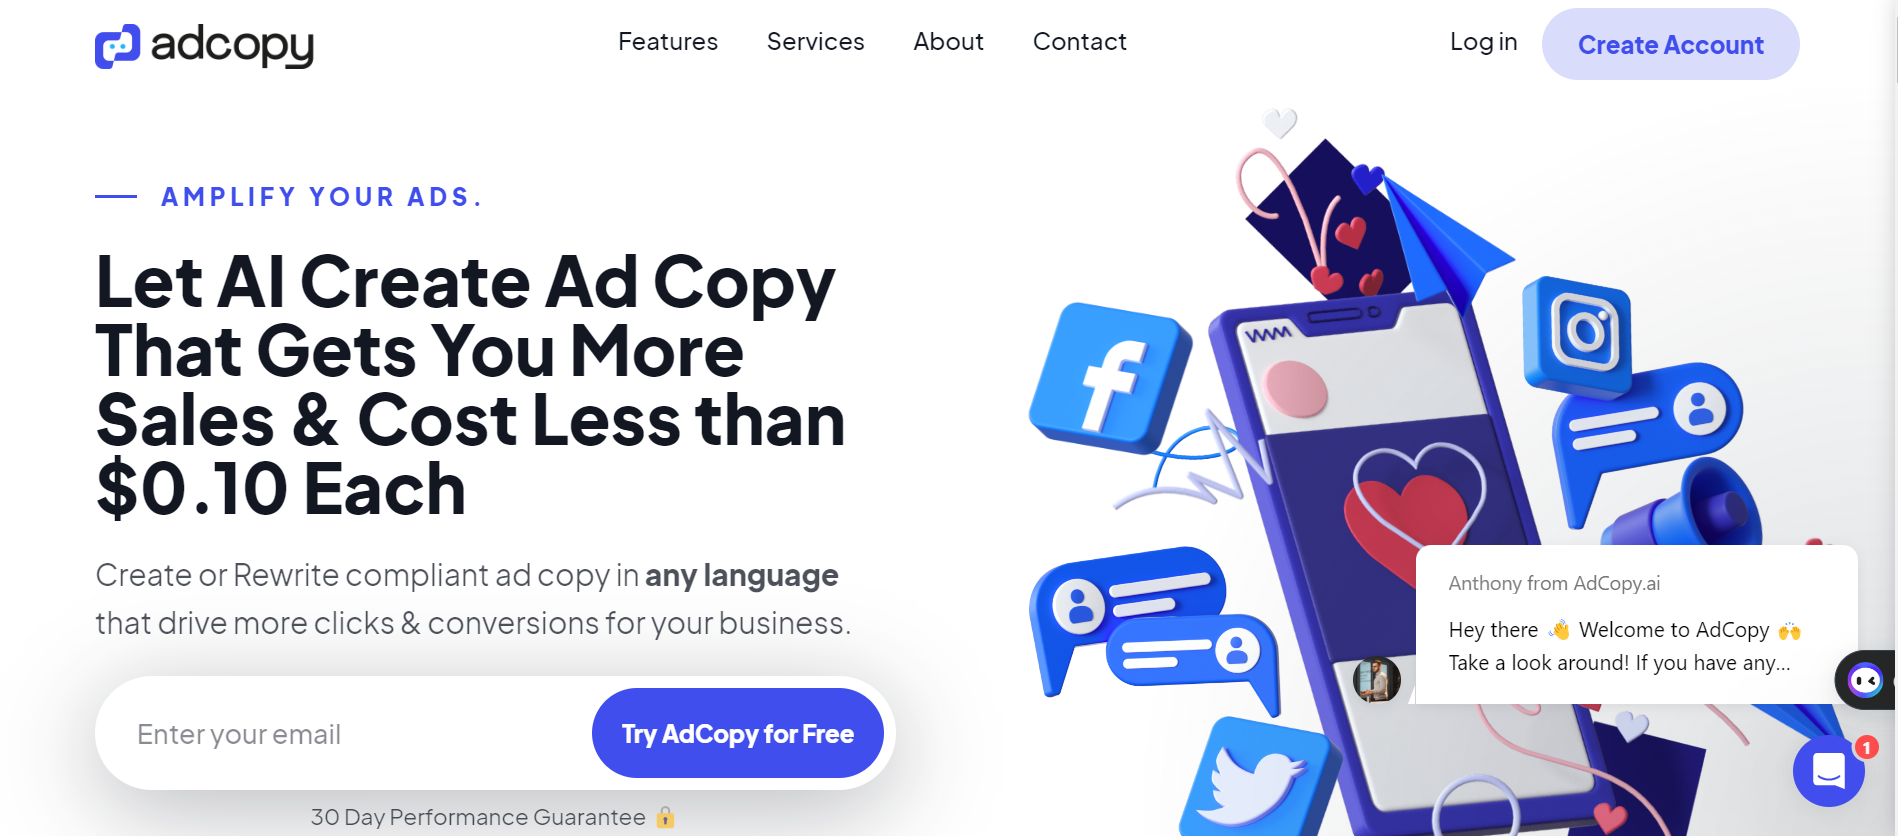 adcopy
Features
Services
About
Contact
Log in
Create Account
AMPLIFY YOUR ADS.
Let AI Create Ad Copy
That Gets You More
Sales & Cost Less than
$0.10 Each
Create or Rewrite compliant ad copy in any language
that drive more clicks & conversions for your business.
Enter your email
Try AdCopy for Free
30 Day Performance Guarantee 🔒
Anthony from AdCopy.ai
Hey there 👋 Welcome to AdCopy 🙌
Take a look around! If you have any...
1